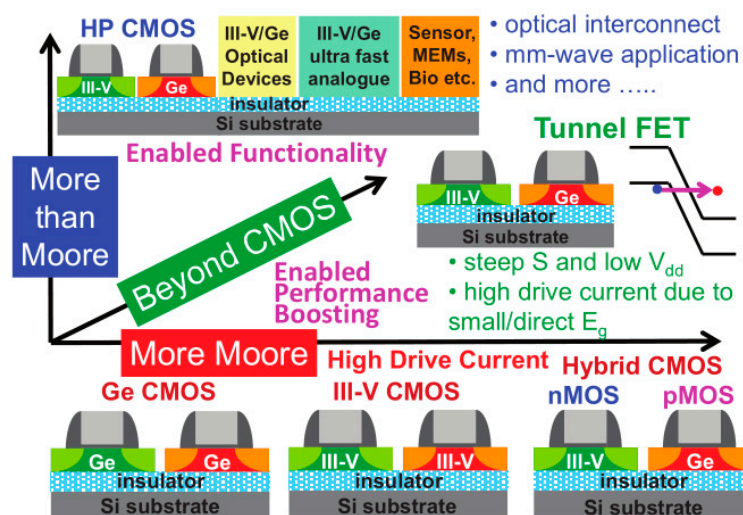 HP CMOS
III-V
Ge
III-V/Ge
Optical
Devices
III-V/Ge
ultra fast
analogue
Sensor,
MEMs,
Bio etc.
insulator
Si substrate
• optical interconnect
• mm-wave application
• and more .....
Enabled Functionality
More
than
Moore
Beyond CMOS
Tunnel FET
III-V
Ge
insulator
Si substrate
• steep S and low Vdd
• high drive current due to
small/direct Eg
Enabled
Performance
Boosting
More Moore
High Drive Current
Ge CMOS
Ge
Ge
insulator
Si substrate
III-V CMOS
III-V
III-V
insulator
Si substrate
Hybrid CMOS
nMOS
pMOS
III-V
Ge
insulator
Si substrate